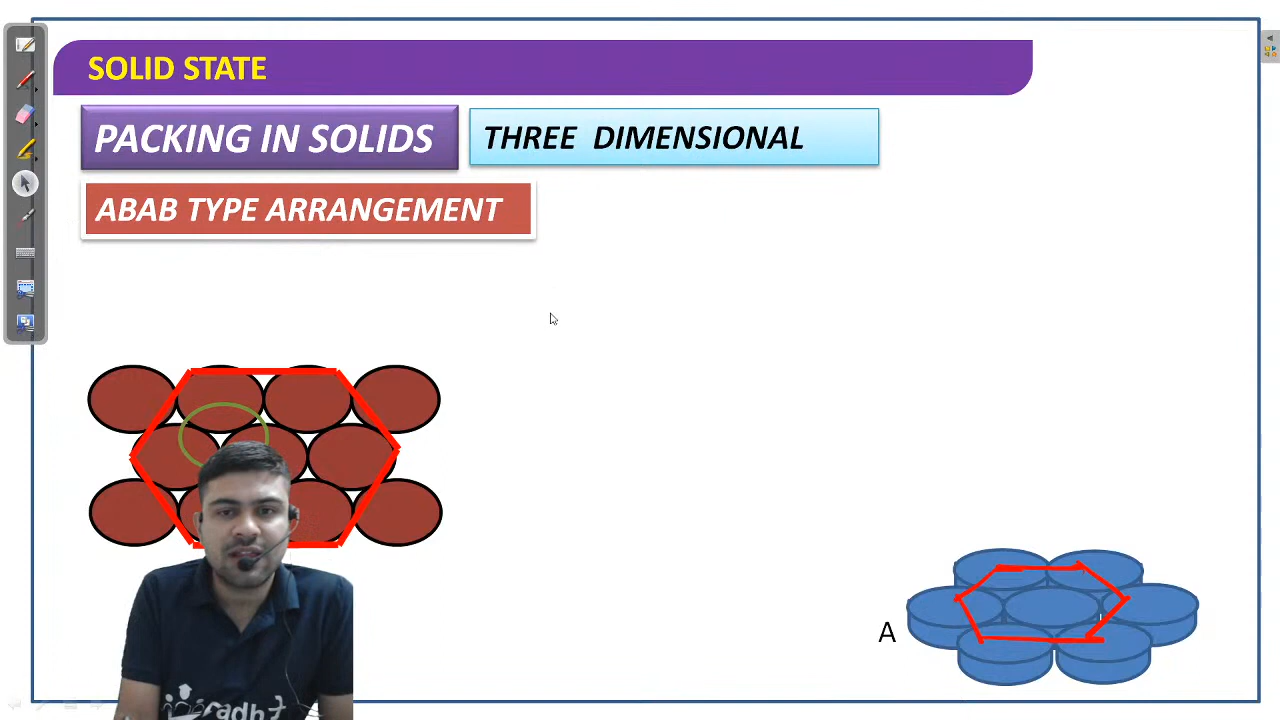 SOLID STATE
PACKING IN SOLIDS
THREE DIMENSIONAL
ABAB TYPE ARRANGEMENT
A